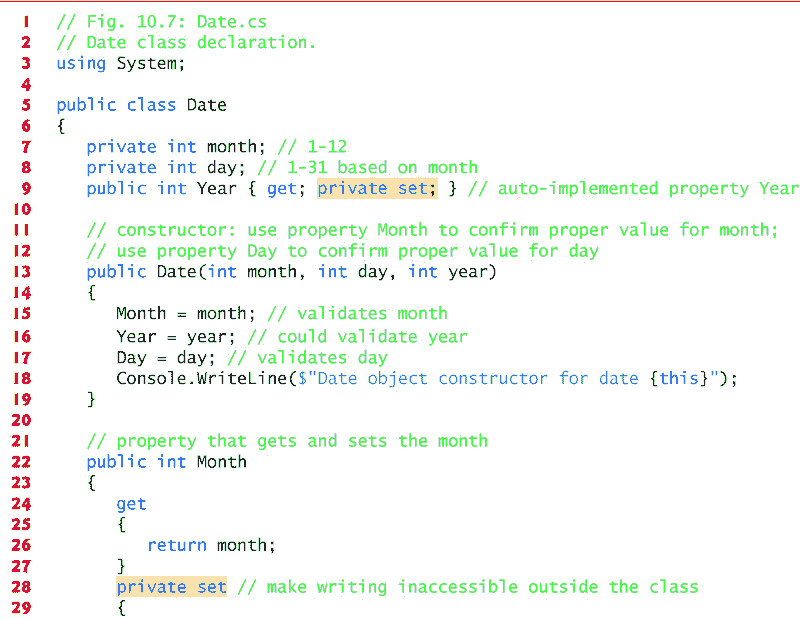 1 // Fig. 10.7: Date.cs
2 // Date class declaration.
3 using System;
4
5 public class Date
6 {
7 private int month; // 1-12
8 private int day; // 1-31 based on month
9 public int Year { get; private set; } // auto-implemented property Year
10
11 // constructor: use property Month to confirm proper value for month;
12 // use property Day to confirm proper value for day
13 public Date(int month, int day, int year)
14 {
15 Month = month; // validates month
16 Year = year; // could validate year
17 Day = day; // validates day
18 Console.WriteLine($"Date object constructor for date {this}");
19 }
20
21 // property that gets and sets the month
22 public int Month
23 {
24 get
25 {
26 return month;
27 }
28 private set // make writing inaccessible outside the class
29 {